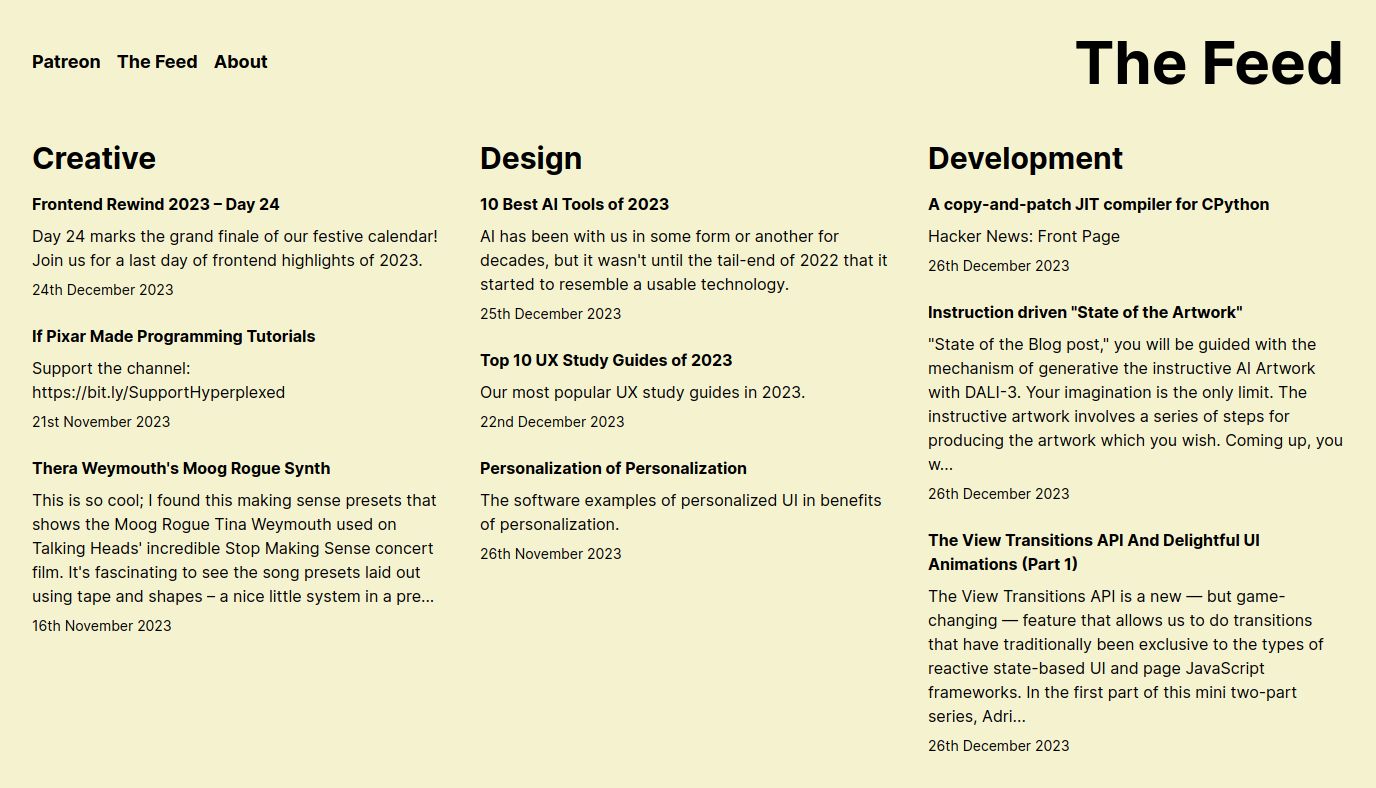 Patreon The Feed About
The Feed
Creative
Frontend Rewind 2023 – Day 24
Day 24 marks the grand finale of our festive calendar!
Join us for a last day of frontend highlights of 2023.
24th December 2023
If Pixar Made Programming Tutorials
Support the channel:
https://bit.ly/SupportHyperplexed
21st November 2023
Thera Weymouth's Moog Rogue Synth
This is so cool; I found this making sense presets that
shows the Moog Rogue Tina Weymouth used on
Talking Heads' incredible Stop Making Sense concert
film. It's fascinating to see the song presets laid out
using tape and shapes – a nice little system in a pre...
16th November 2023
Design
10 Best AI Tools of 2023
AI has been with us in some form or another for
decades, but it wasn't until the tail-end of 2022 that it
started to resemble a usable technology.
25th December 2023
Top 10 UX Study Guides of 2023
Our most popular UX study guides in 2023.
22nd December 2023
Personalization of Personalization
The software examples of personalized UI in benefits
of personalization.
26th November 2023
Development
A copy-and-patch JIT compiler for CPython
Hacker News: Front Page
26th December 2023
Instruction driven "State of the Artwork"
"State of the Blog post," you will be guided with the
mechanism of generative the instructive AI Artwork
with DALI-3. Your imagination is the only limit. The
instructive artwork involves a series of steps for
producing the artwork which you wish. Coming up, you
w...
26th December 2023
The View Transitions API And Delightful UI
Animations (Part 1)
The View Transitions API is a new — but game-
changing — feature that allows us to do transitions
that have traditionally been exclusive to the types of
reactive state-based UI and page JavaScript
frameworks. In the first part of this mini two-part
series, Adri...
26th December 2023